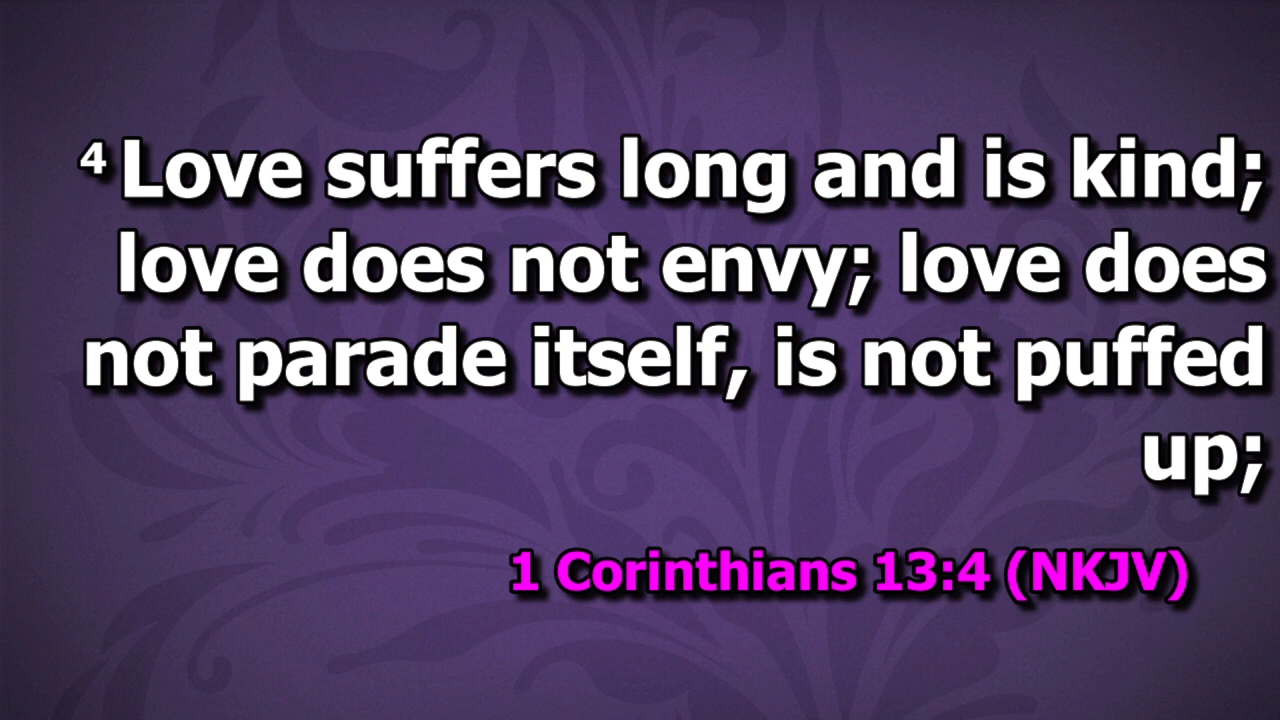 4 Love suffers long and is kind;
love does not envy; love does
not parade itself, is not puffed
up;
1 Corinthians 13:4 (NKJV)